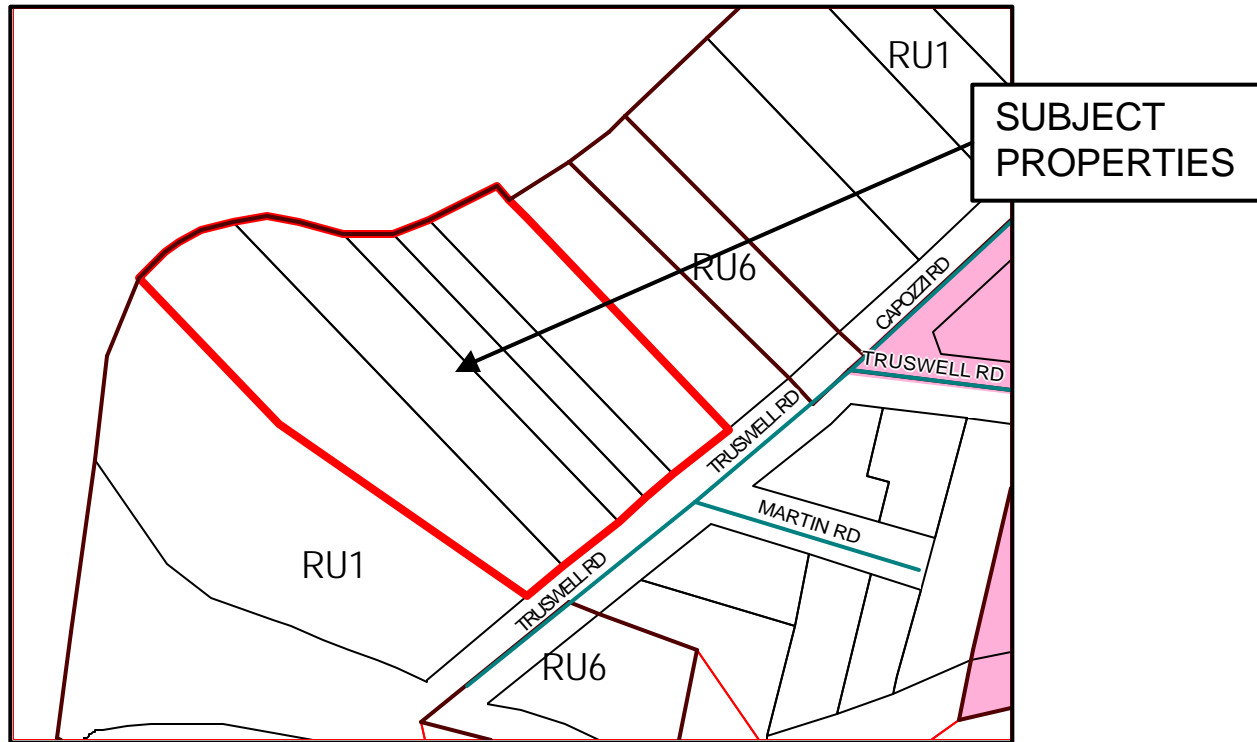 RU1
SUBJECT
PROPERTIES
RU6
CAPOZZI RD
TRUSWELL RD
TRUSWELL RD
MARTIN RD
RU1
TRUSWELL RD
RU6